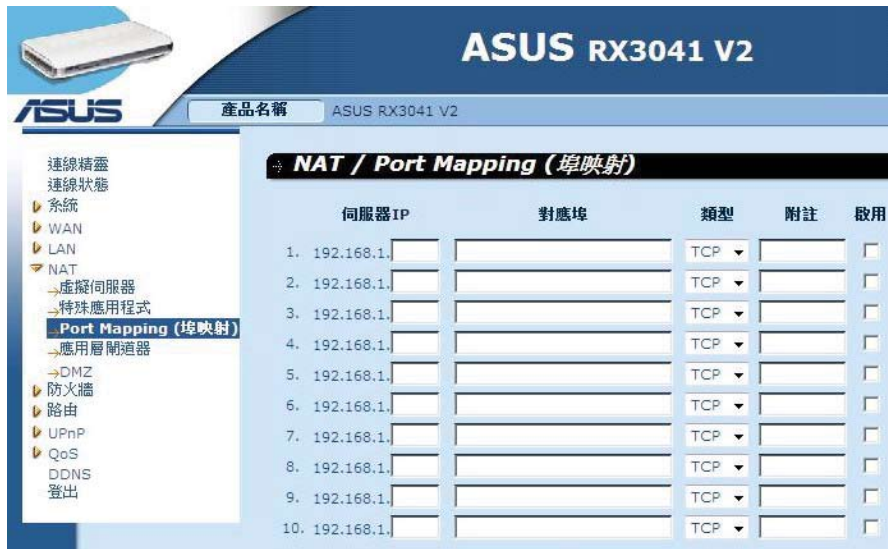 ASUS RX3041 V2
ASUS
產品名稱 ASUS RX3041 V2
連線精靈
連線狀態
系統
WAN
LAN
NAT
→虛擬伺服器
→特殊應用程式
→Port Mapping (埠映射)
→應用層閘道器
→DMZ
防火牆
路由
UPnP
QoS
DDNS
登出
NAT / Port Mapping (埠映射)
伺服器IP 對應埠 類型 附註 啟用
1. 192.168.1. TCP
2. 192.168.1. TCP
3. 192.168.1. TCP
4. 192.168.1. TCP
5. 192.168.1. TCP
6. 192.168.1. TCP
7. 192.168.1. TCP
8. 192.168.1. TCP
9. 192.168.1. TCP
10. 192.168.1. TCP